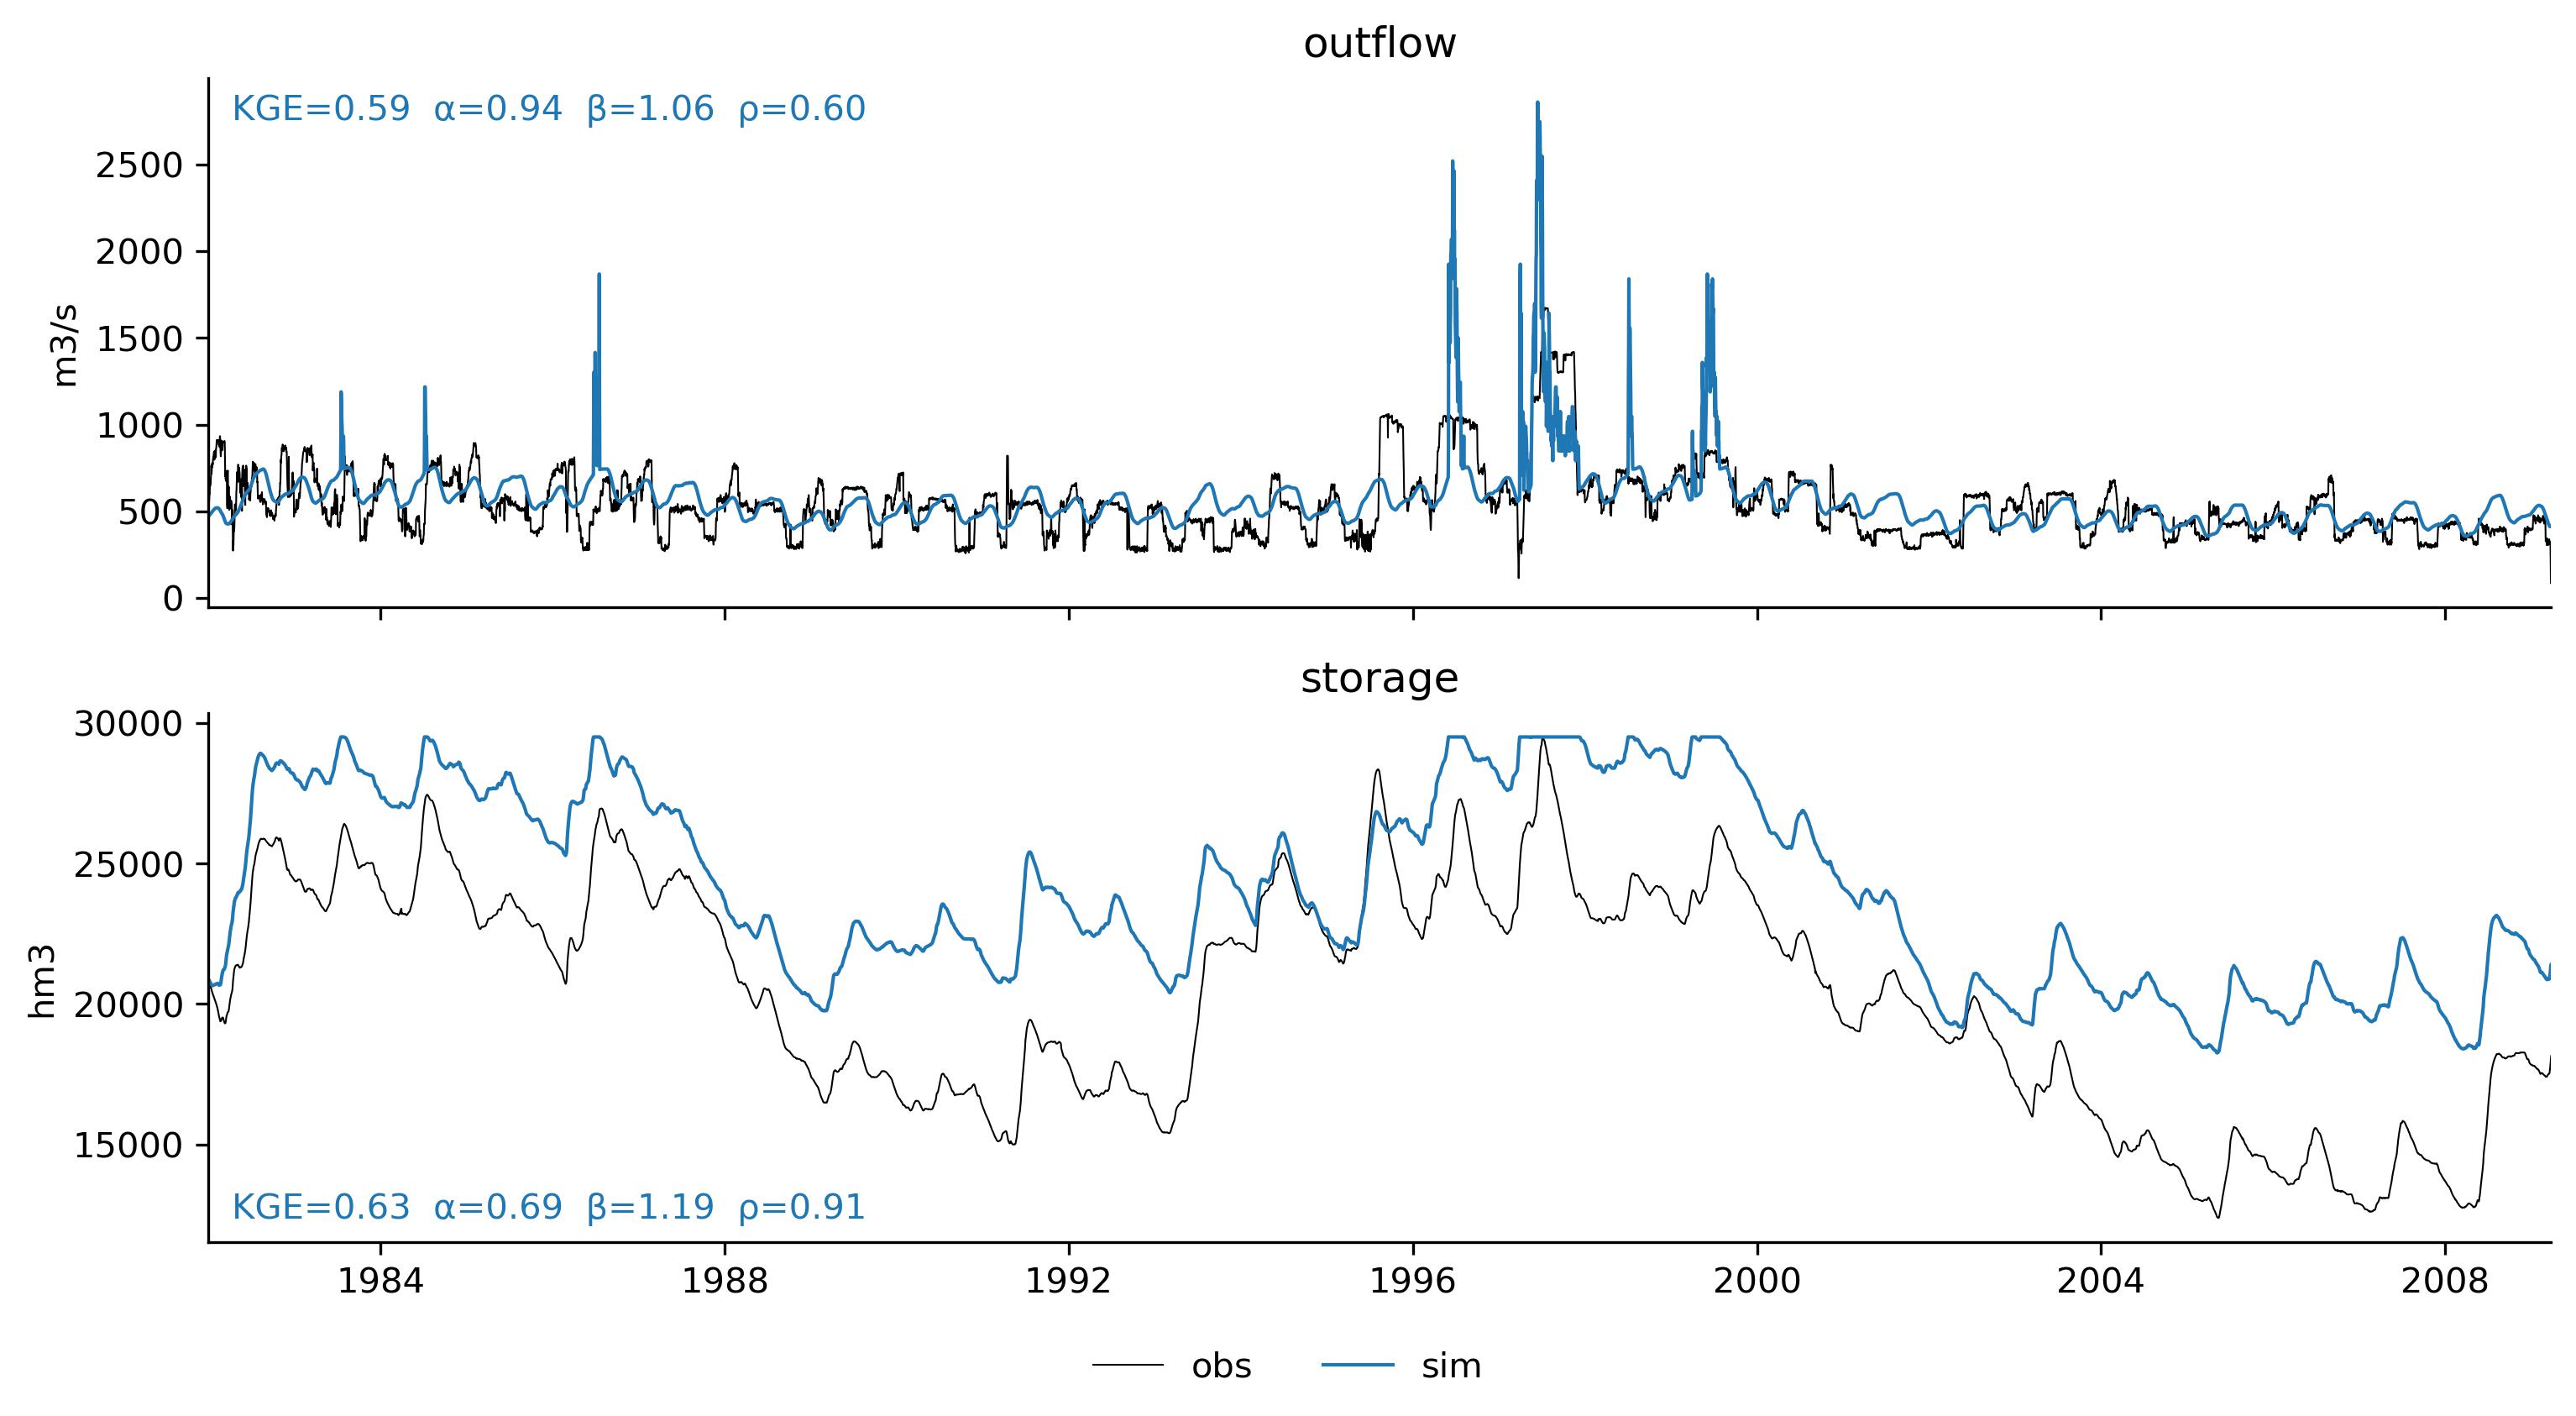 outflow
KGE=0.59  α=0.94  β=1.06  ρ=0.60
m3/s
2500
2000
1500
1000
500
0
storage
hm3
30000
25000
20000
15000
KGE=0.63  α=0.69  β=1.19  ρ=0.91
1984 1988 1992 1996 2000 2004 2008
obs sim